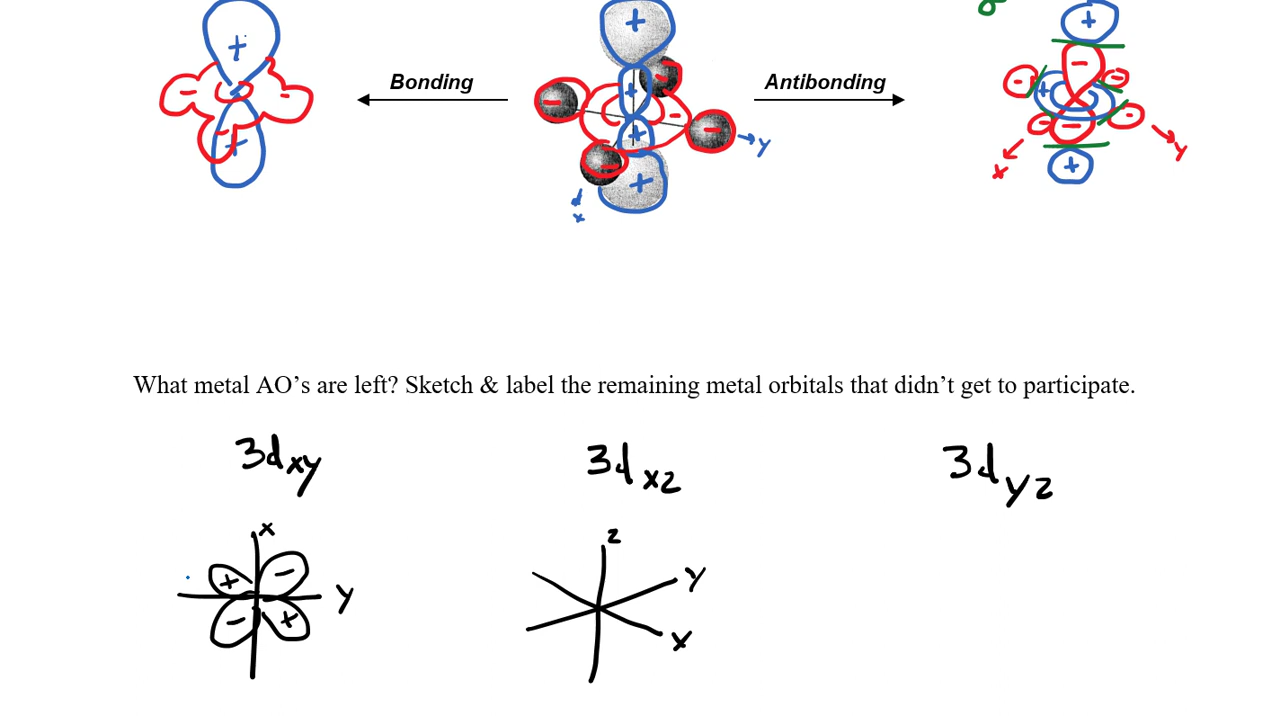 + + +
Bonding Antibonding
- - - + - - - +
+ + - - - - - -
- + y
+ - + x y
x
What metal AO’s are left? Sketch & label the remaining metal orbitals that didn’t get to participate.
3dxy 3dxz 3dyz
x z
+ - y
y
- + x